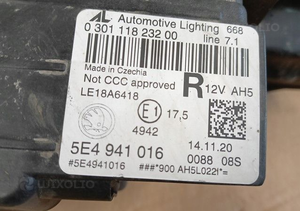 AL Automotive Lighting 668
0 301 118 232 00 line 7.1
Made in Czechia
Not CCC approved R 12V AH5
LE18A6418
E1 17,5
4942
5E4 941 016 14.11.20
#5E4941016 0088 08S
###*900 AH5L022!*=